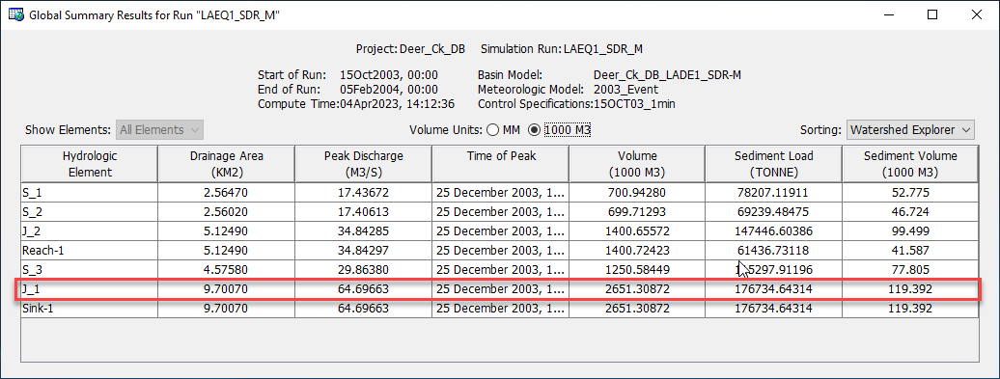 Global Summary Results for Run "LAEQ1_SDR_M"
Project: Deer_Ck_DB Simulation Run: LAEQ1_SDR_M
Start of Run: 15Oct2003, 00:00 Basin Model: Deer_Ck_DB_LADE1_SDR-M
End of Run: 05Feb2004, 00:00 Meteorologic Model: 2003_Event
Compute Time:04Apr2023, 14:12:36 Control Specifications:15OCT03_1min
Show Elements: All Elements Volume Units: MM 1000 M3 Sorting: Watershed Explorer
Hydrologic Drainage Area Peak Discharge Time of Peak Volume Sediment Load Sediment Volume
Element (KM2) (M3/S) (1000 M3) (TONNE) (1000 M3)
S_1 2.56470 17.43672 25 December 2003, 1... 700.94280 78207.11911 52.775
S_2 2.56020 17.40613 25 December 2003, 1... 699.71293 69239.48475 46.724
J_2 5.12490 34.84285 25 December 2003, 1... 1400.65572 147446.60386 99.499
Reach-1 5.12490 34.84297 25 December 2003, 1... 1400.72423 61436.73118 41.587
S_3 4.57580 29.86380 25 December 2003, 1... 1250.58449 77.805
J_1 9.70070 64.69663 25 December 2003, 1... 2651.30872 176734.64314 119.392
Sink-1 9.70070 64.69663 25 December 2003, 1... 2651.30872 176734.64314 119.392